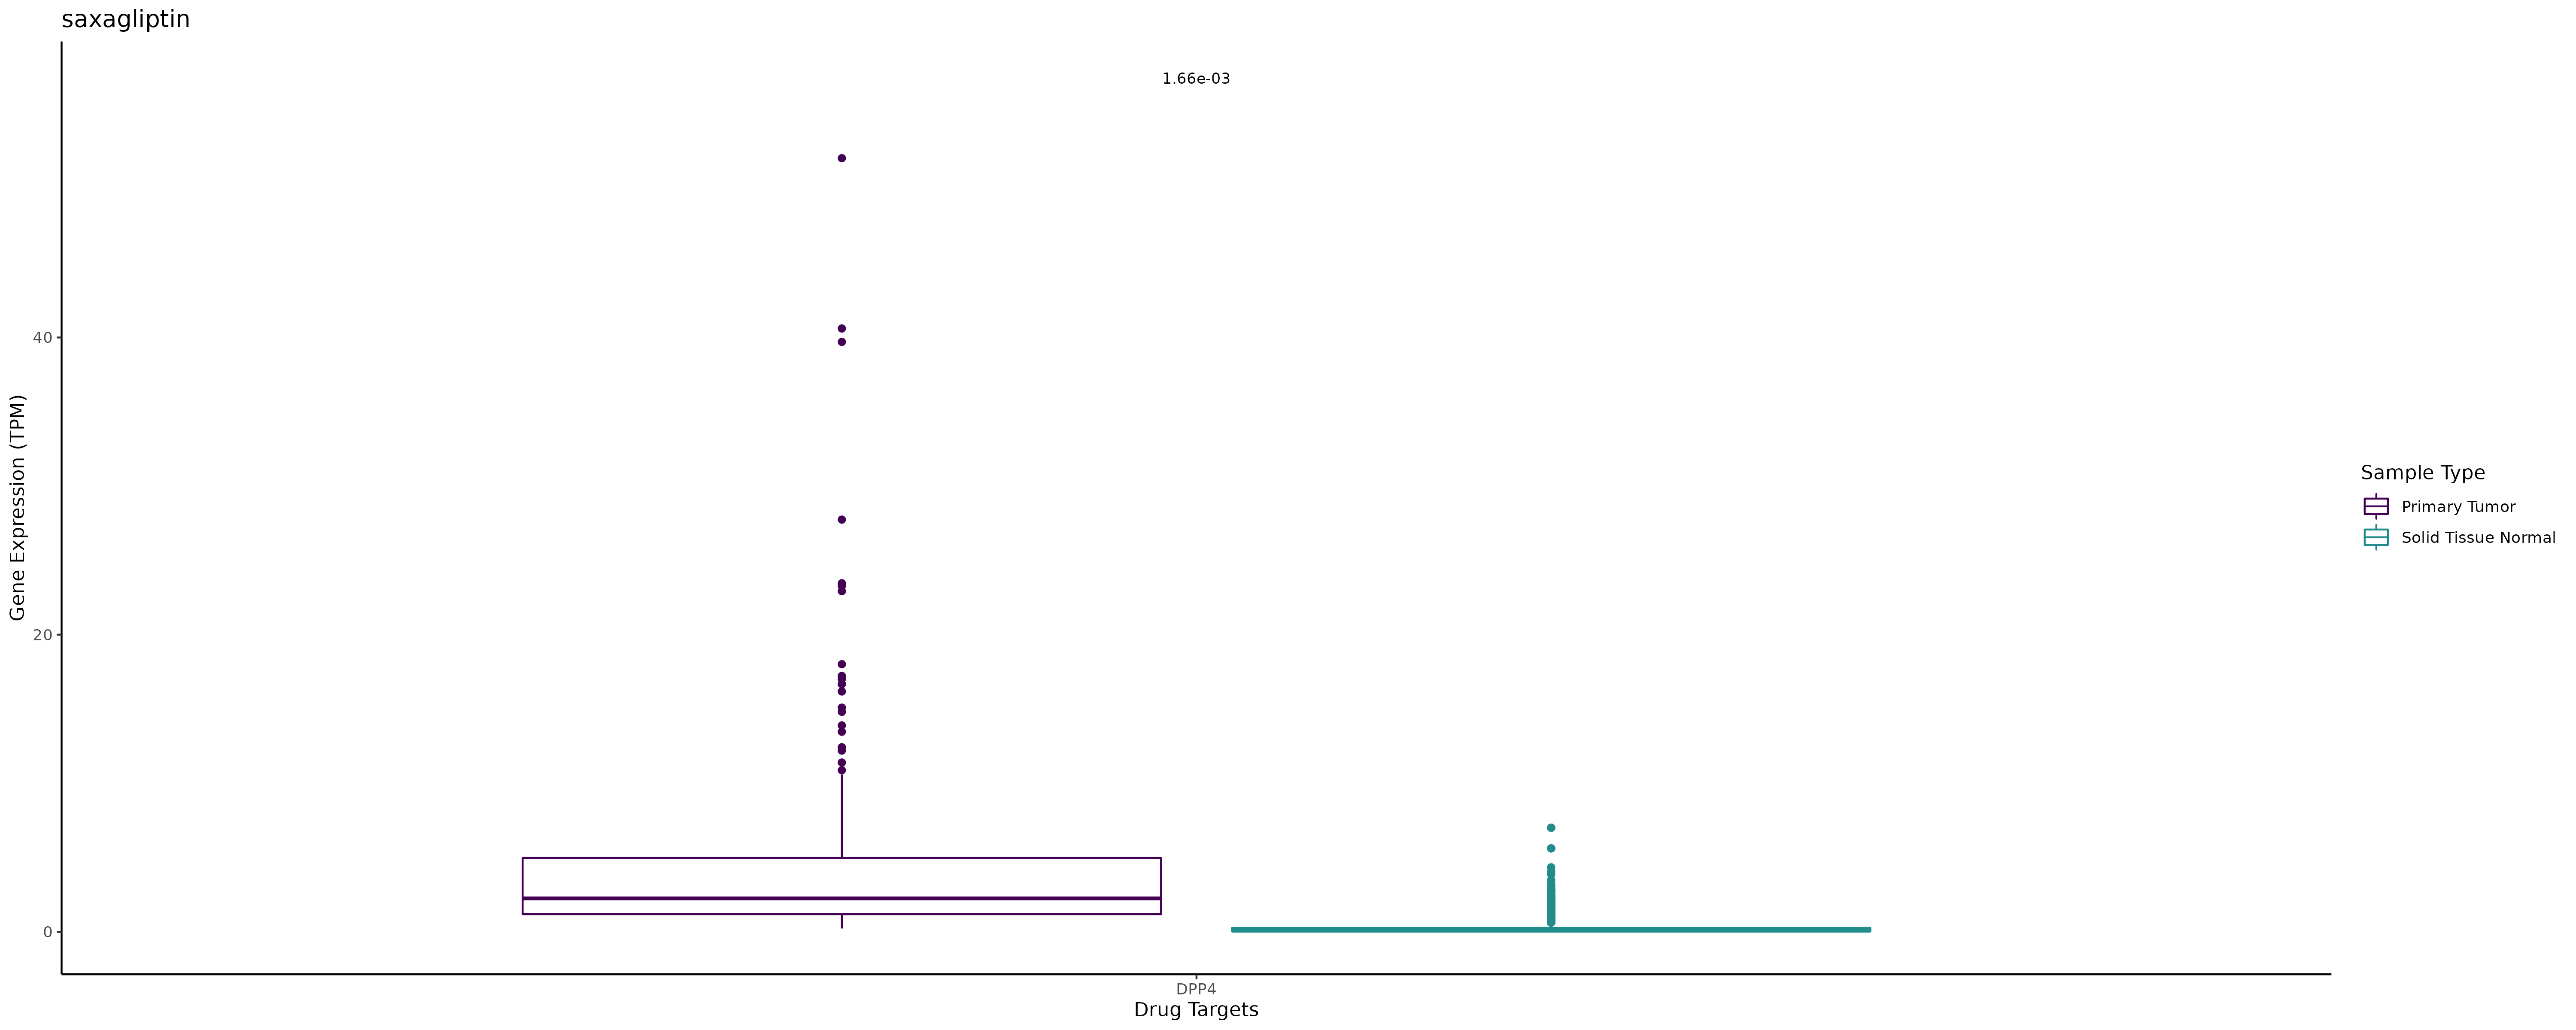 saxagliptin
1.66e-03
40
20
0
Gene Expression (TPM)
DPP4
Drug Targets
Sample Type
Primary Tumor
Solid Tissue Normal